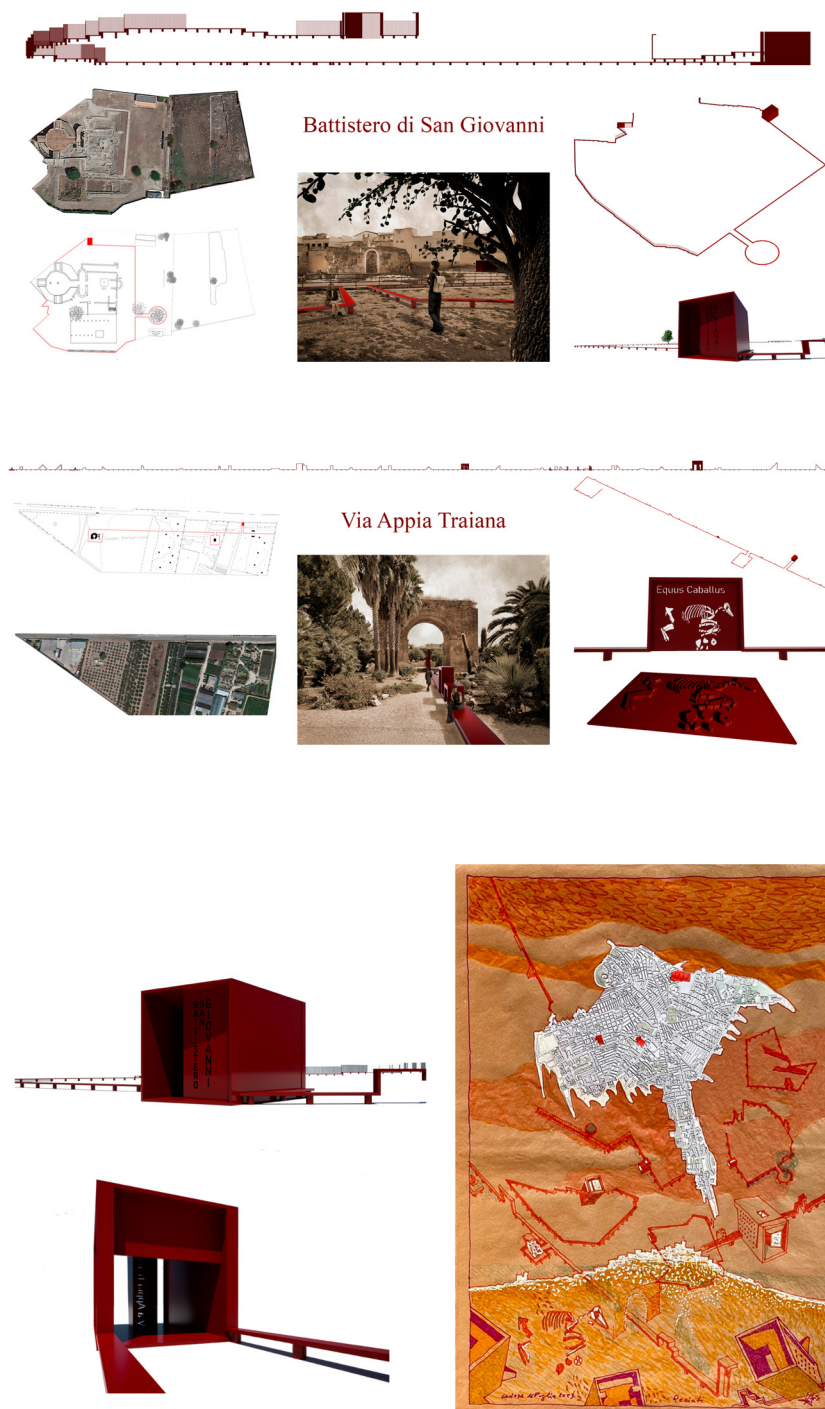 Battistero di San Giovanni
Via Appia Traiana
Equus Caballus
BATTISTERO
SAN
GIOVANNI